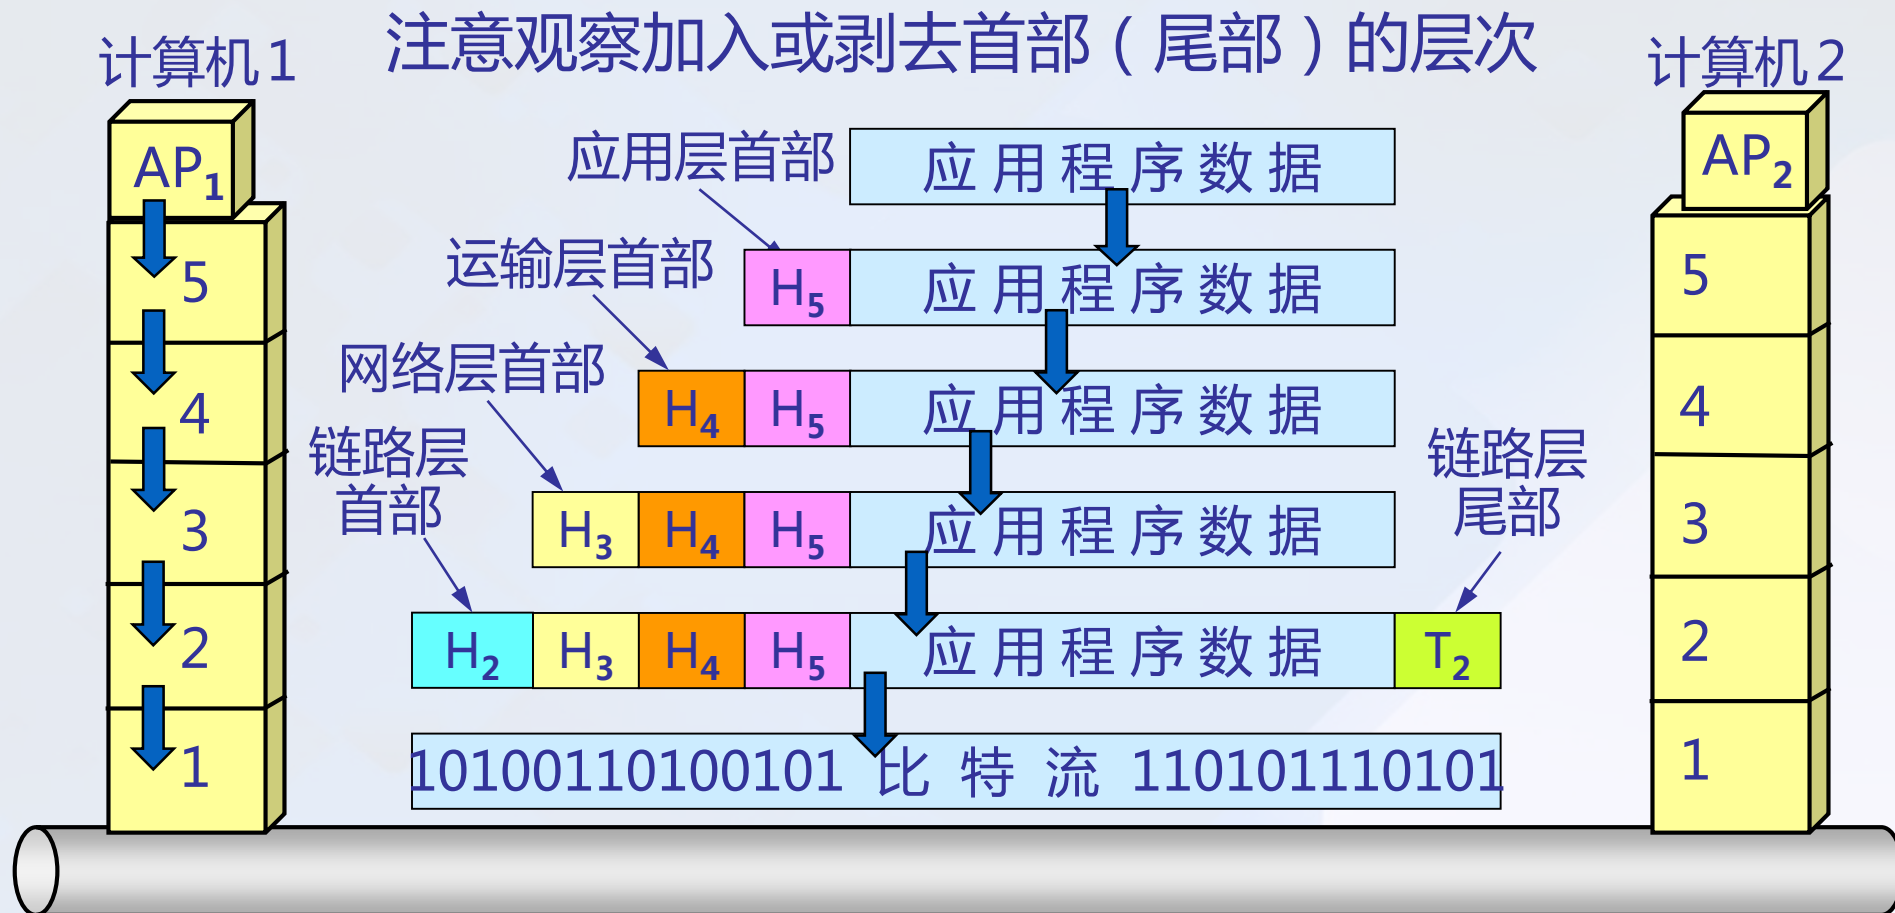 注意观察加入或剥去首部（尾部）的层次
计算机 1
计算机 2
AP1
AP2
应用层首部
应 用 程 序 数 据
5
运输层首部
H5
应 用 程 序 数 据
5
4
网络层首部
H4
H5
应 用 程 序 数 据
4
链路层
首部
链路层
尾部
3
H3
H4
H5
应 用 程 序 数 据
3
2
H2
H3
H4
H5
应 用 程 序 数 据
T2
2
1
10100110100101 比 特 流 110101110101
1